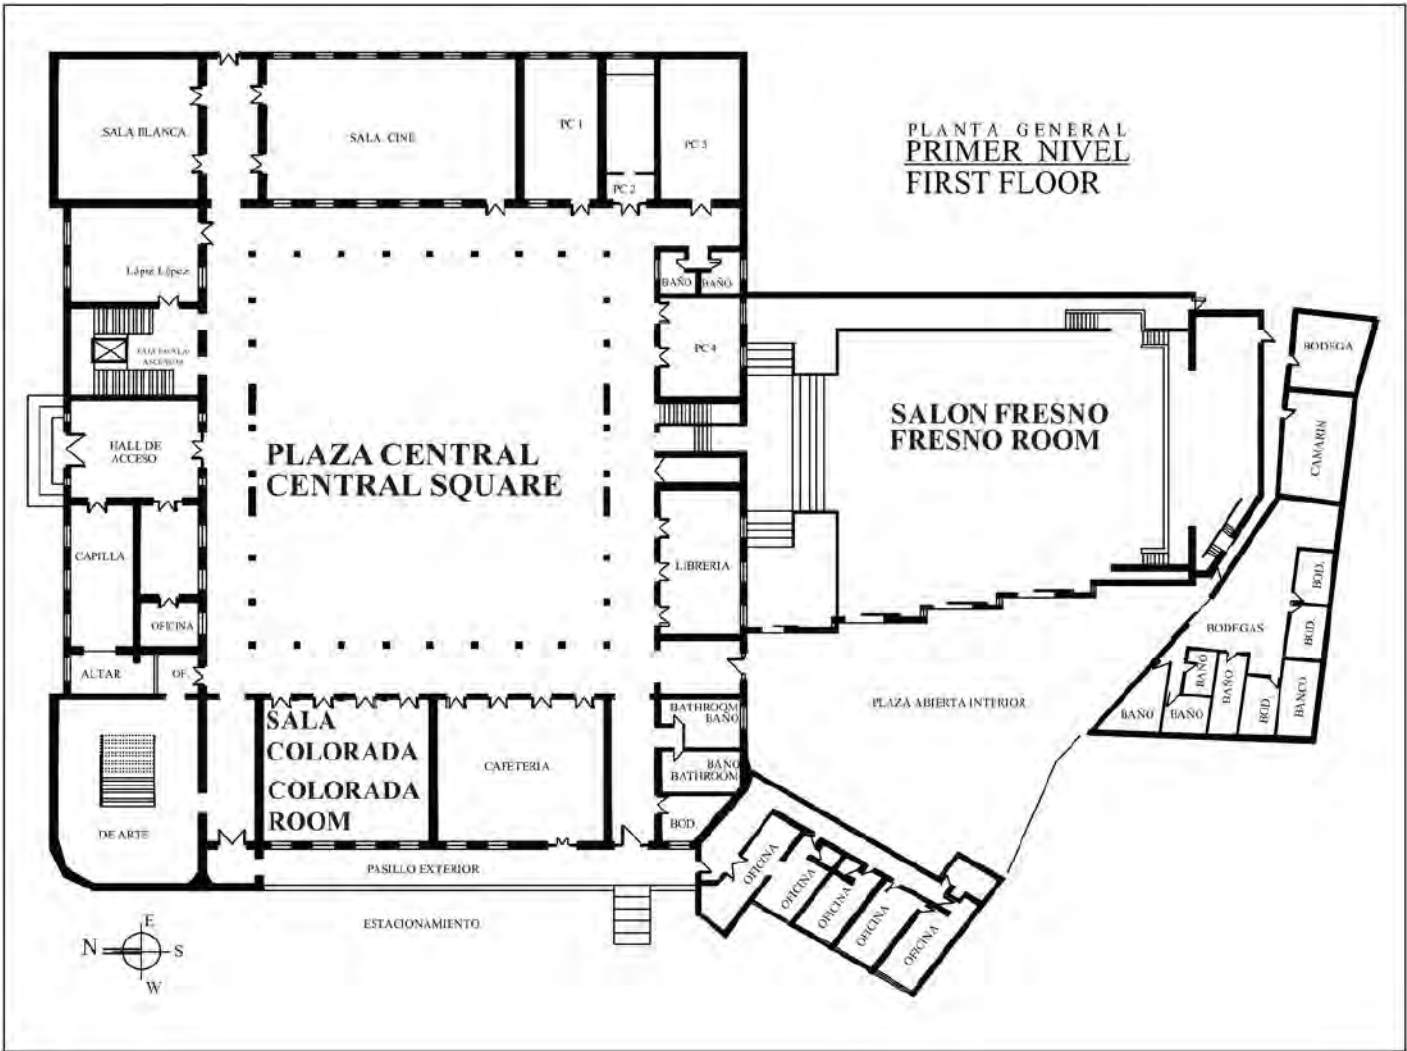 PLANTA GENERAL
PRIMER NIVEL
FIRST FLOOR
SALA BLANCA
SALA CINE
PC 1
PC 2
PC 3
López López
BAÑO
BAÑO
PC 4
ASCENSOR
HALL DE
ACCESO
PLAZA CENTRAL
CENTRAL SQUARE
SALON FRESNO
FRESNO ROOM
BODEGA
CAMARIN
CAPILLA
LIBRERIA
OFICINA
BOD.
BOD.
BODEGAS
ALTAR
OF.
PLAZA ABIERTA INTERIOR
BAÑO
BAÑO
BAÑO
BAÑO
BOD.
BANCO
SALA
COLORADA
COLORADA
ROOM
CAFETERIA
BATHROOM
BAÑO
BAÑO
BATHROOM
BOD.
DE ARTE
PASILLO EXTERIOR
ESTACIONAMIENTO
OFICINA
OFICINA
OFICINA
OFICINA
OFICINA
E
N
S
W